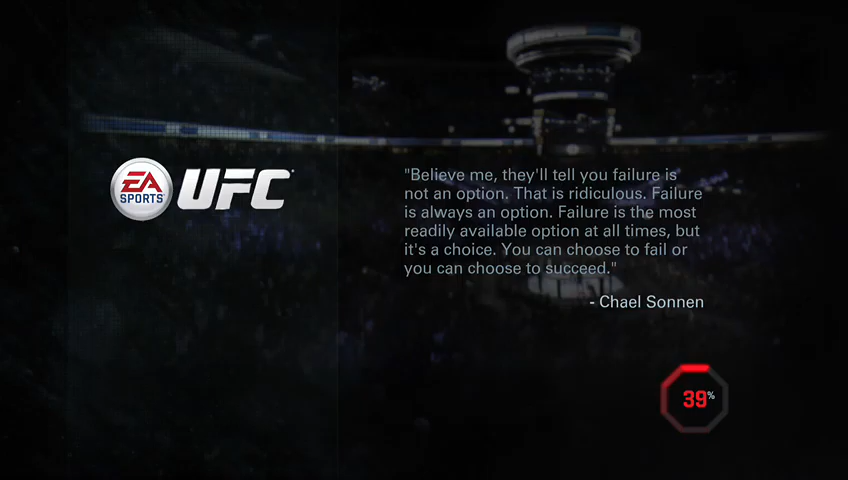 EA
SPORTS
UFC
"Believe me, they'll tell you failure is
not an option. That is ridiculous. Failure
is always an option. Failure is the most
readily available option at all times, but
it's a choice. You can choose to fail or
you can choose to succeed."
- Chael Sonnen
39%